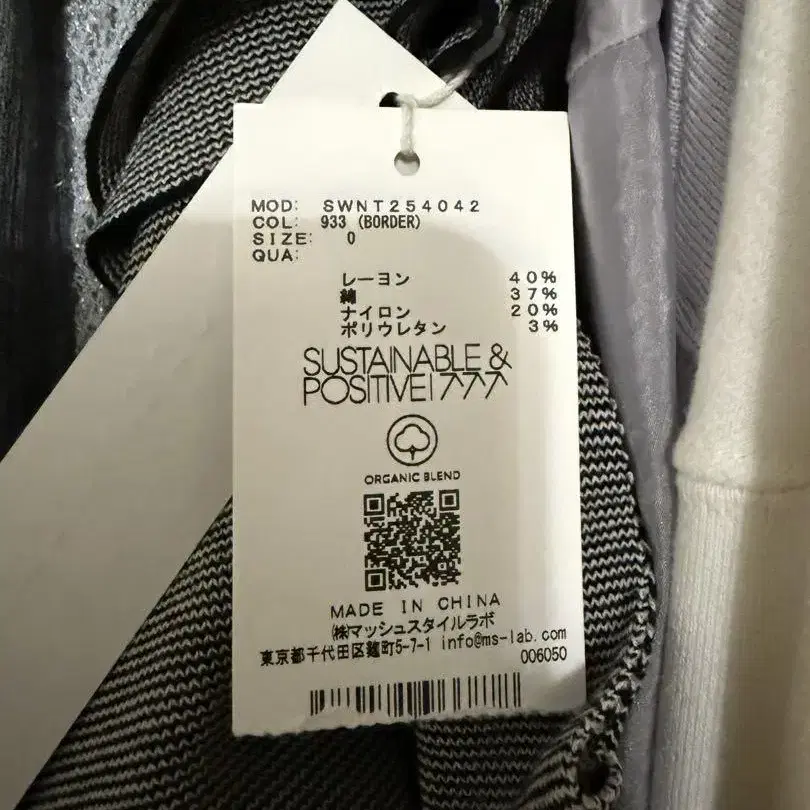 MOD: SWNT254042
COL: 933 (BORDER)
SIZE: 0
QUA:
レーヨン 40%
綿 37%
ナイロン 20%
ポリウレタン 3%
SUSTAINABLE &
POSITIVE! 777
ORGANIC BLEND
MADE IN CHINA
㈱マッシュスタイルラボ
東京都千代田区麹町5-7-1 info@ms-lab.com
006050